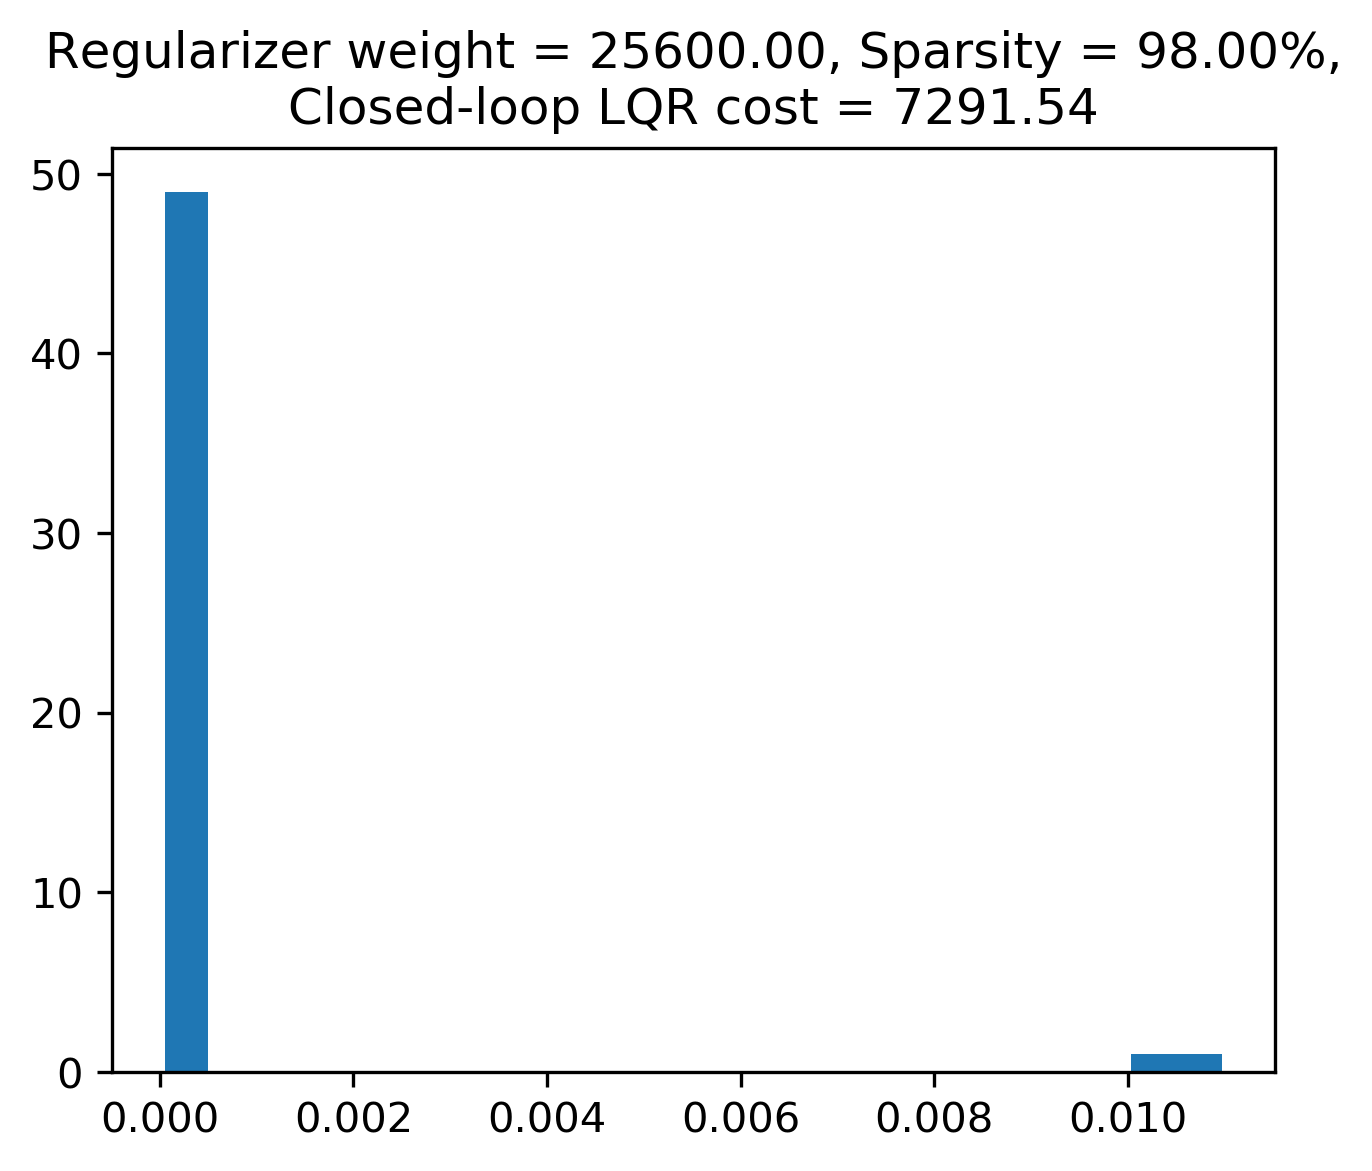 Regularizer weight = 25600.00, Sparsity = 98.00%,
Closed-loop LQR cost = 7291.54
50
40
30
20
10
0
0.000 0.002 0.004 0.006 0.008 0.010